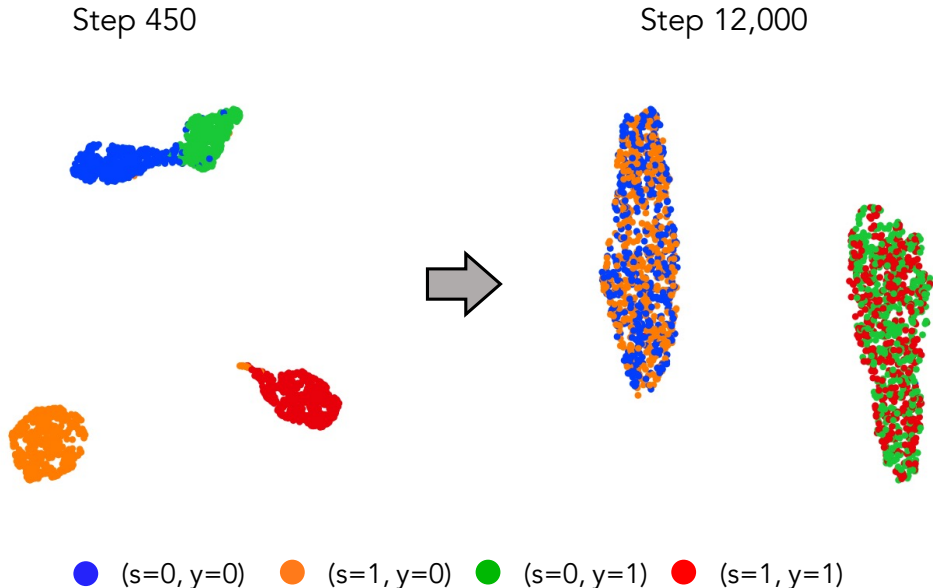 Step 450
Step 12,000
(s=0, y=0)
(s=1, y=0)
(s=0, y=1)
(s=1, y=1)